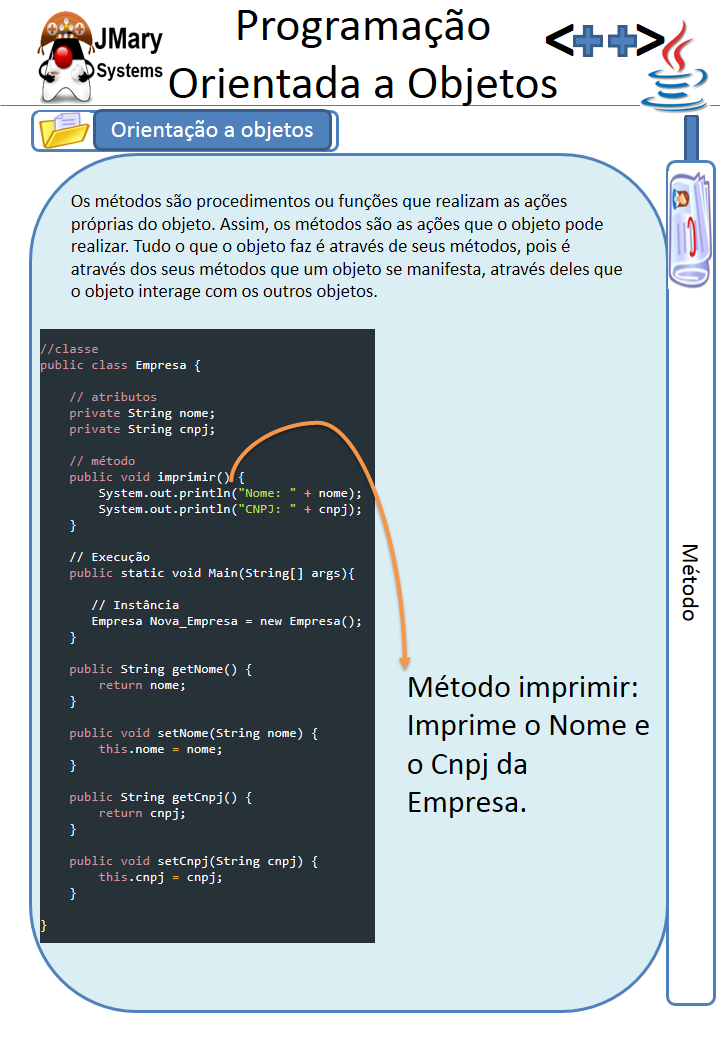 JMary
Systems
Programação
Orientada a Objetos
<++>
Orientação a objetos
Os métodos são procedimentos ou funções que realizam as ações
próprias do objeto. Assim, os métodos são as ações que o objeto pode
realizar. Tudo o que o objeto faz é através de seus métodos, pois é
através dos seus métodos que um objeto se manifesta, através deles que
o objeto interage com os outros objetos.
//classe
public class Empresa {
// atributos
private String nome;
private String cnpj;
// método
public void imprimir() {
System.out.println("Nome: " + nome);
System.out.println("CNPJ: " + cnpj);
}
// Execução
public static void Main(String[] args){
// Instância
Empresa Nova_Empresa = new Empresa();
}
public String getNome() {
return nome;
}
public void setNome(String nome) {
this.nome = nome;
}
public String getCnpj() {
return cnpj;
}
public void setCnpj(String cnpj) {
this.cnpj = cnpj;
}
}
Método imprimir:
Imprime o Nome e
o Cnpj da
Empresa.
Método